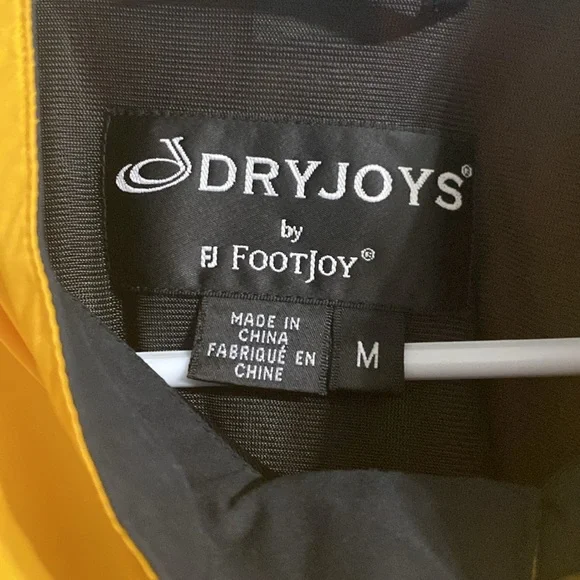 DRYJOYS®
by
FJ FOOTJOY®
MADE IN
CHINA
FABRIQUÉ EN
CHINE
M